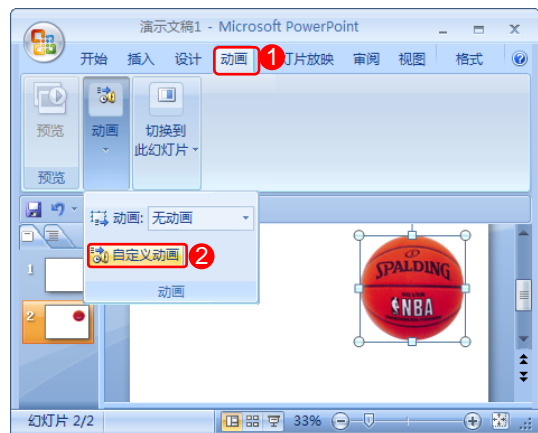 演示文稿1 - Microsoft PowerPoint
开始 插入 设计 动画 1 灯片放映 审阅 视图 格式
预览 动画 切换到
此幻灯片
预览
动画: 无动画
自定义动画 2
动画
1
2
SPALDING
NBA
幻灯片 2/2 33%